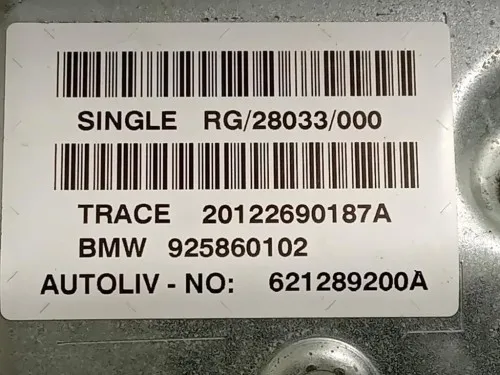 SINGLE RG/28033/000
TRACE 20122690187A
BMW 925860102
AUTOLIV - NO: 621289200A